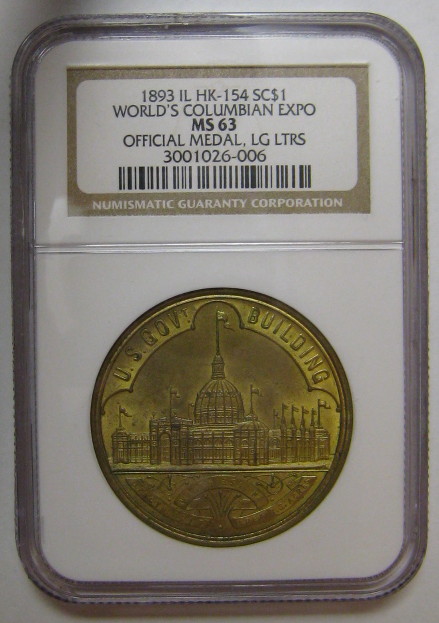 1893 IL HK-154 SC$1
WORLD'S COLUMBIAN EXPO
MS 63
OFFICIAL MEDAL, LG LTRS
3001026-006
NUMISMATIC GUARANTY CORPORATION
U.S. GOVT BUILDING